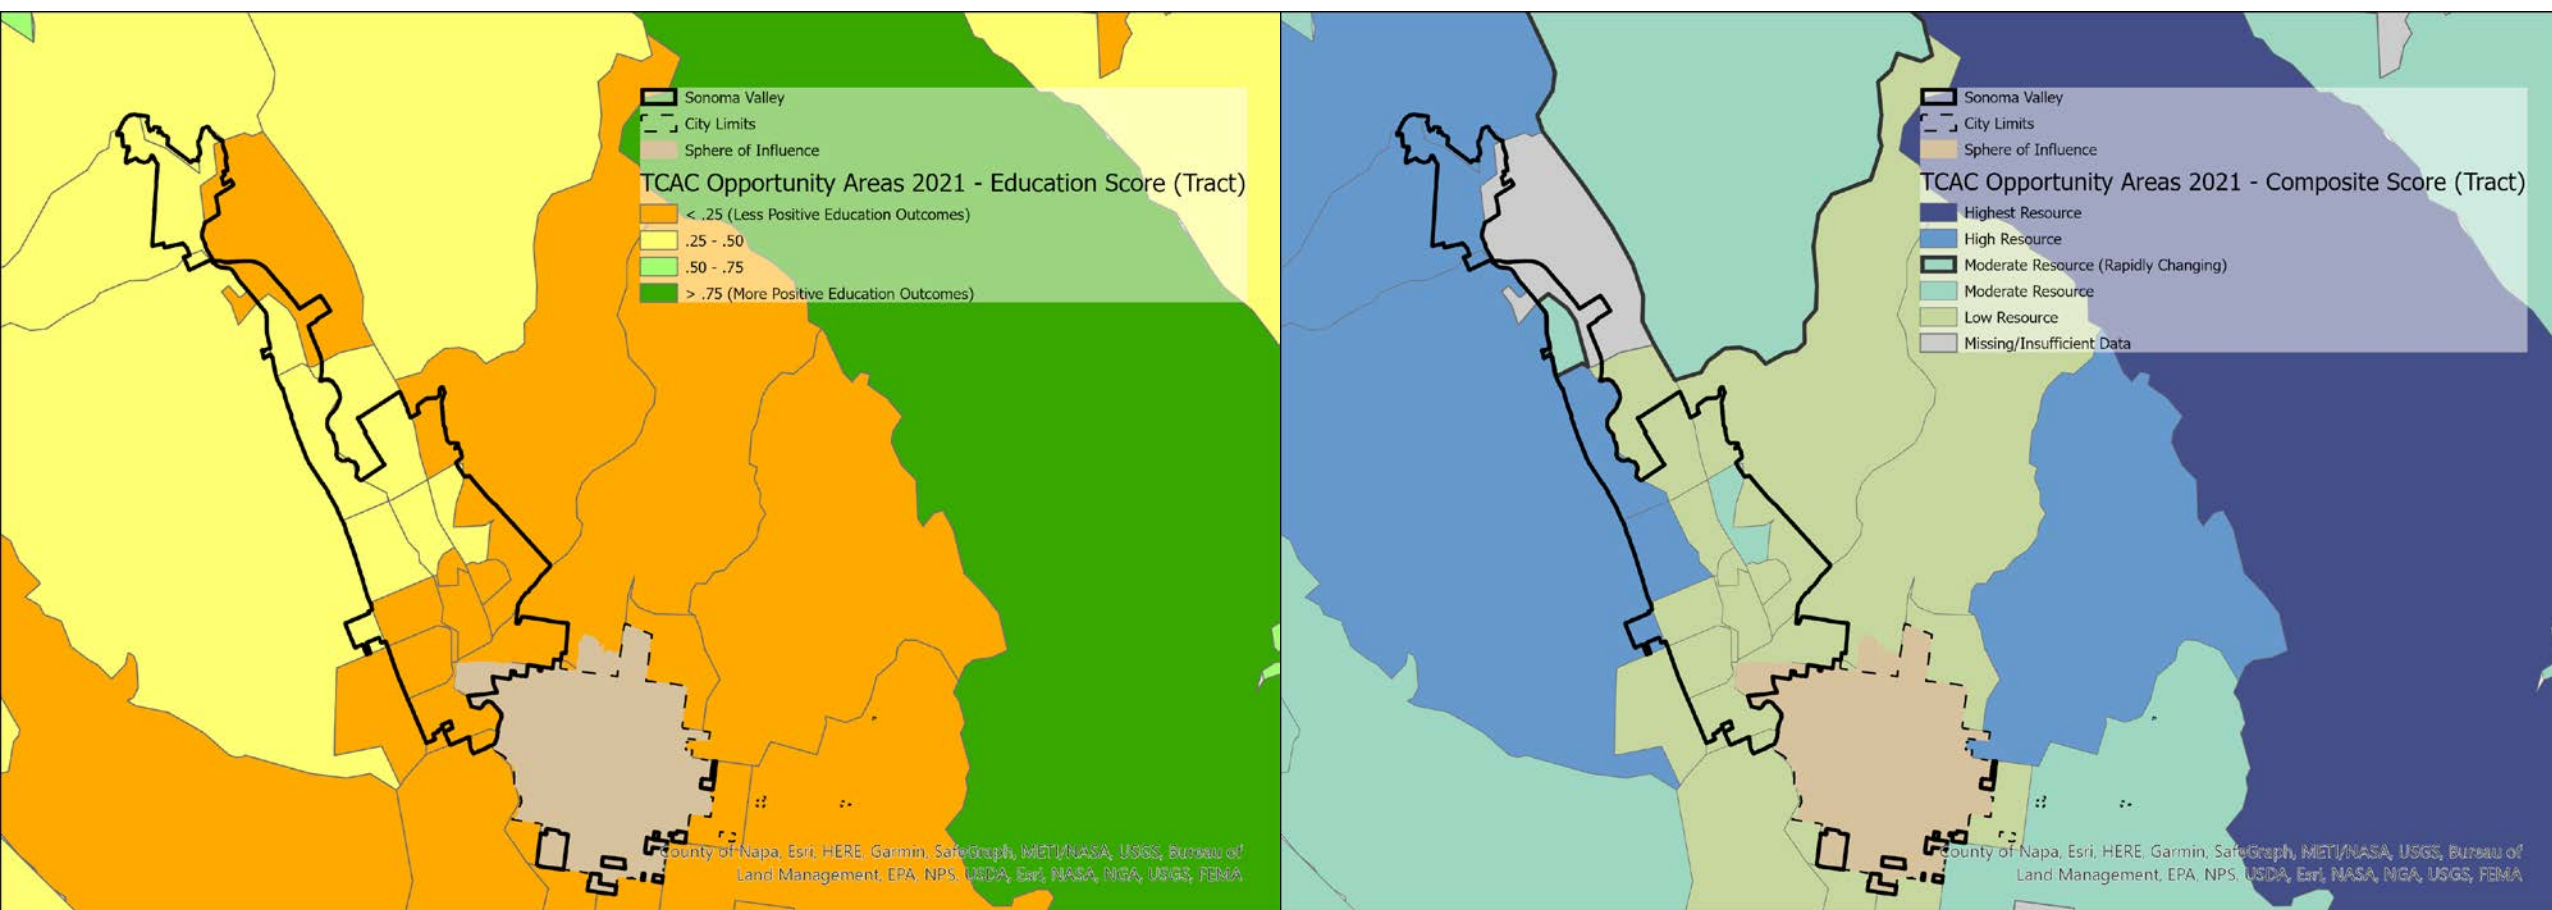 Sonoma Valley
City Limits
Sphere of Influence
TCAC Opportunity Areas 2021 - Education Score (Tract)
< .25 (Less Positive Education Outcomes)
.25 - .50
.50 - .75
> .75 (More Positive Education Outcomes)
County of Napa, Esri, HERE, Garmin, SafeGraph, METI/NASA, USGS, Bureau of
Land Management, EPA, NPS, USDA, Esri, NASA, NGA, USGS, FEMA
Sonoma Valley
City Limits
Sphere of Influence
TCAC Opportunity Areas 2021 - Composite Score (Tract)
Highest Resource
High Resource
Moderate Resource (Rapidly Changing)
Moderate Resource
Low Resource
Missing/Insufficient Data
County of Napa, Esri, HERE, Garmin, SafeGraph, METI/NASA, USGS, Bureau of
Land Management, EPA, NPS, USDA, Esri, NASA, NGA, USGS, FEMA